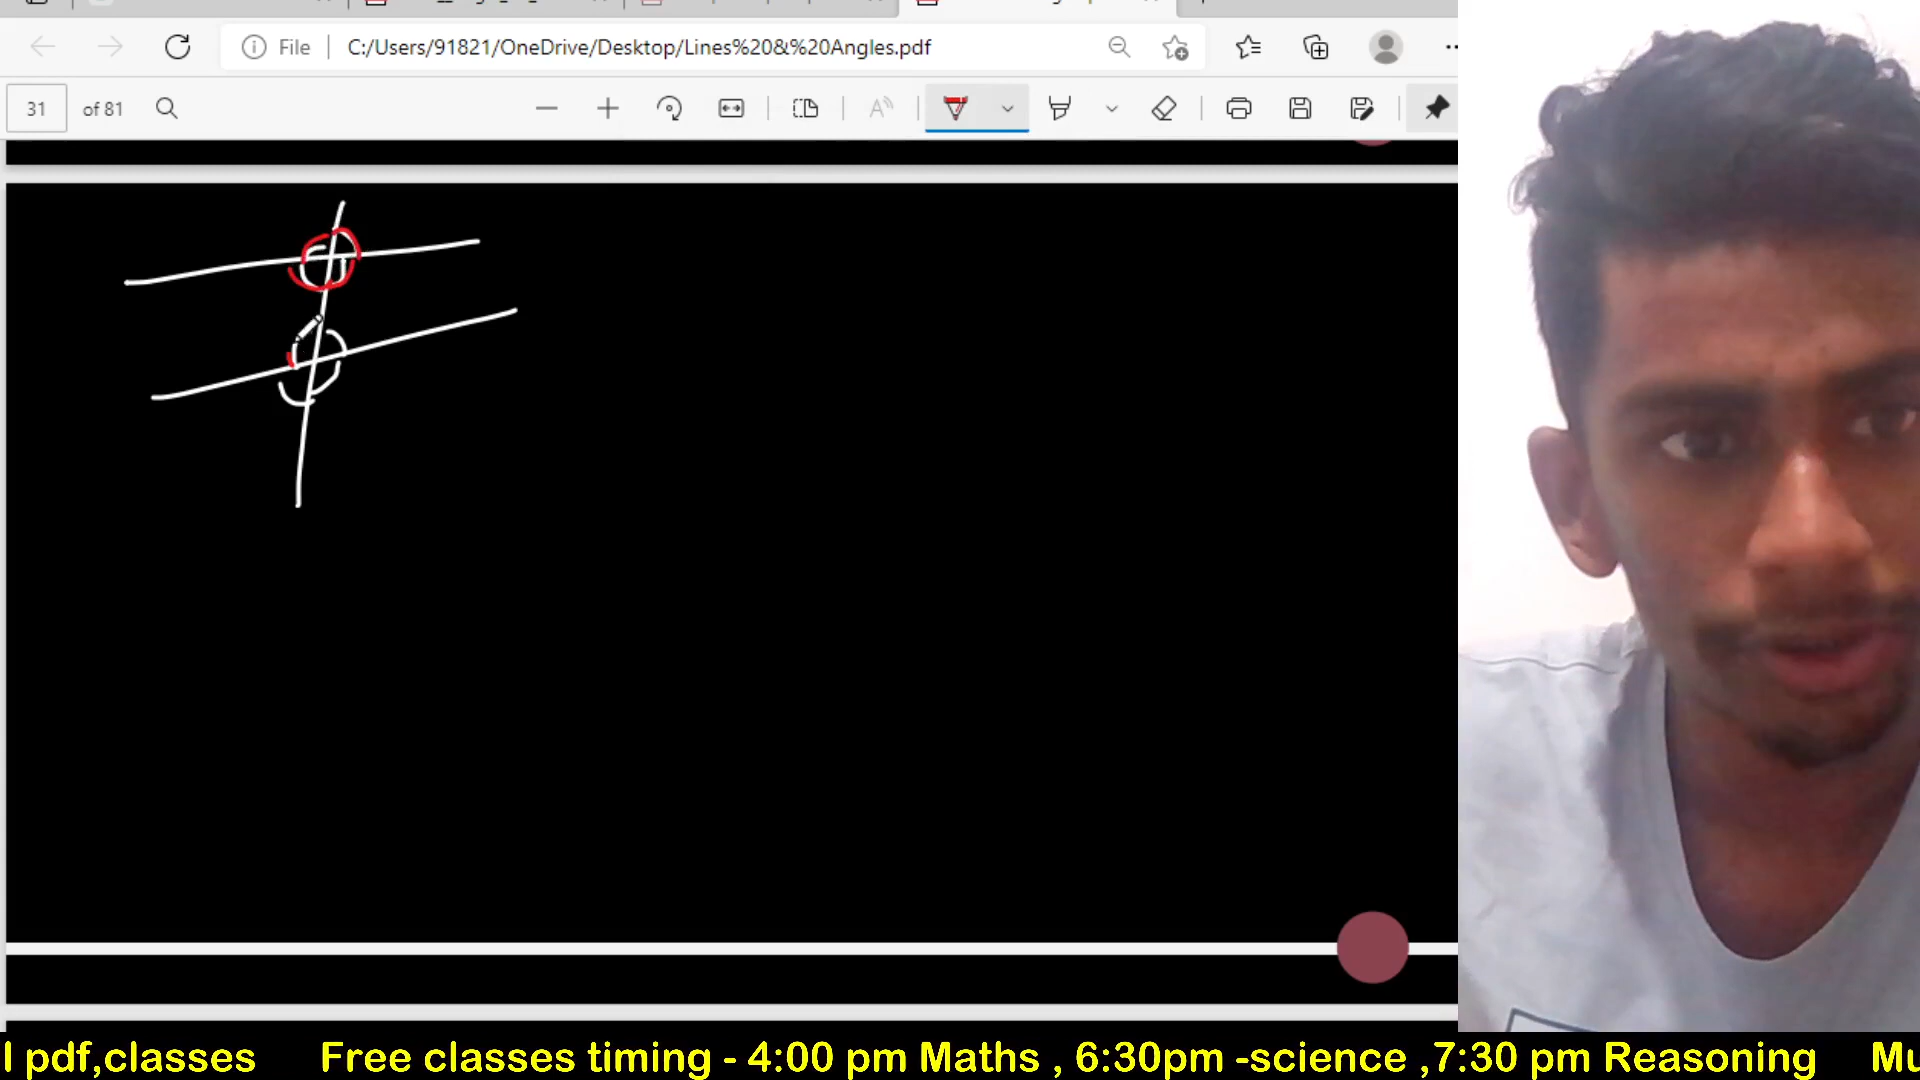 File C:/Users/91821/OneDrive/Desktop/Lines%20&%20Angles.pdf
31 of 81
l pdf,classes Free classes timing - 4:00 pm Maths , 6:30pm -science ,7:30 pm Reasoning Mu